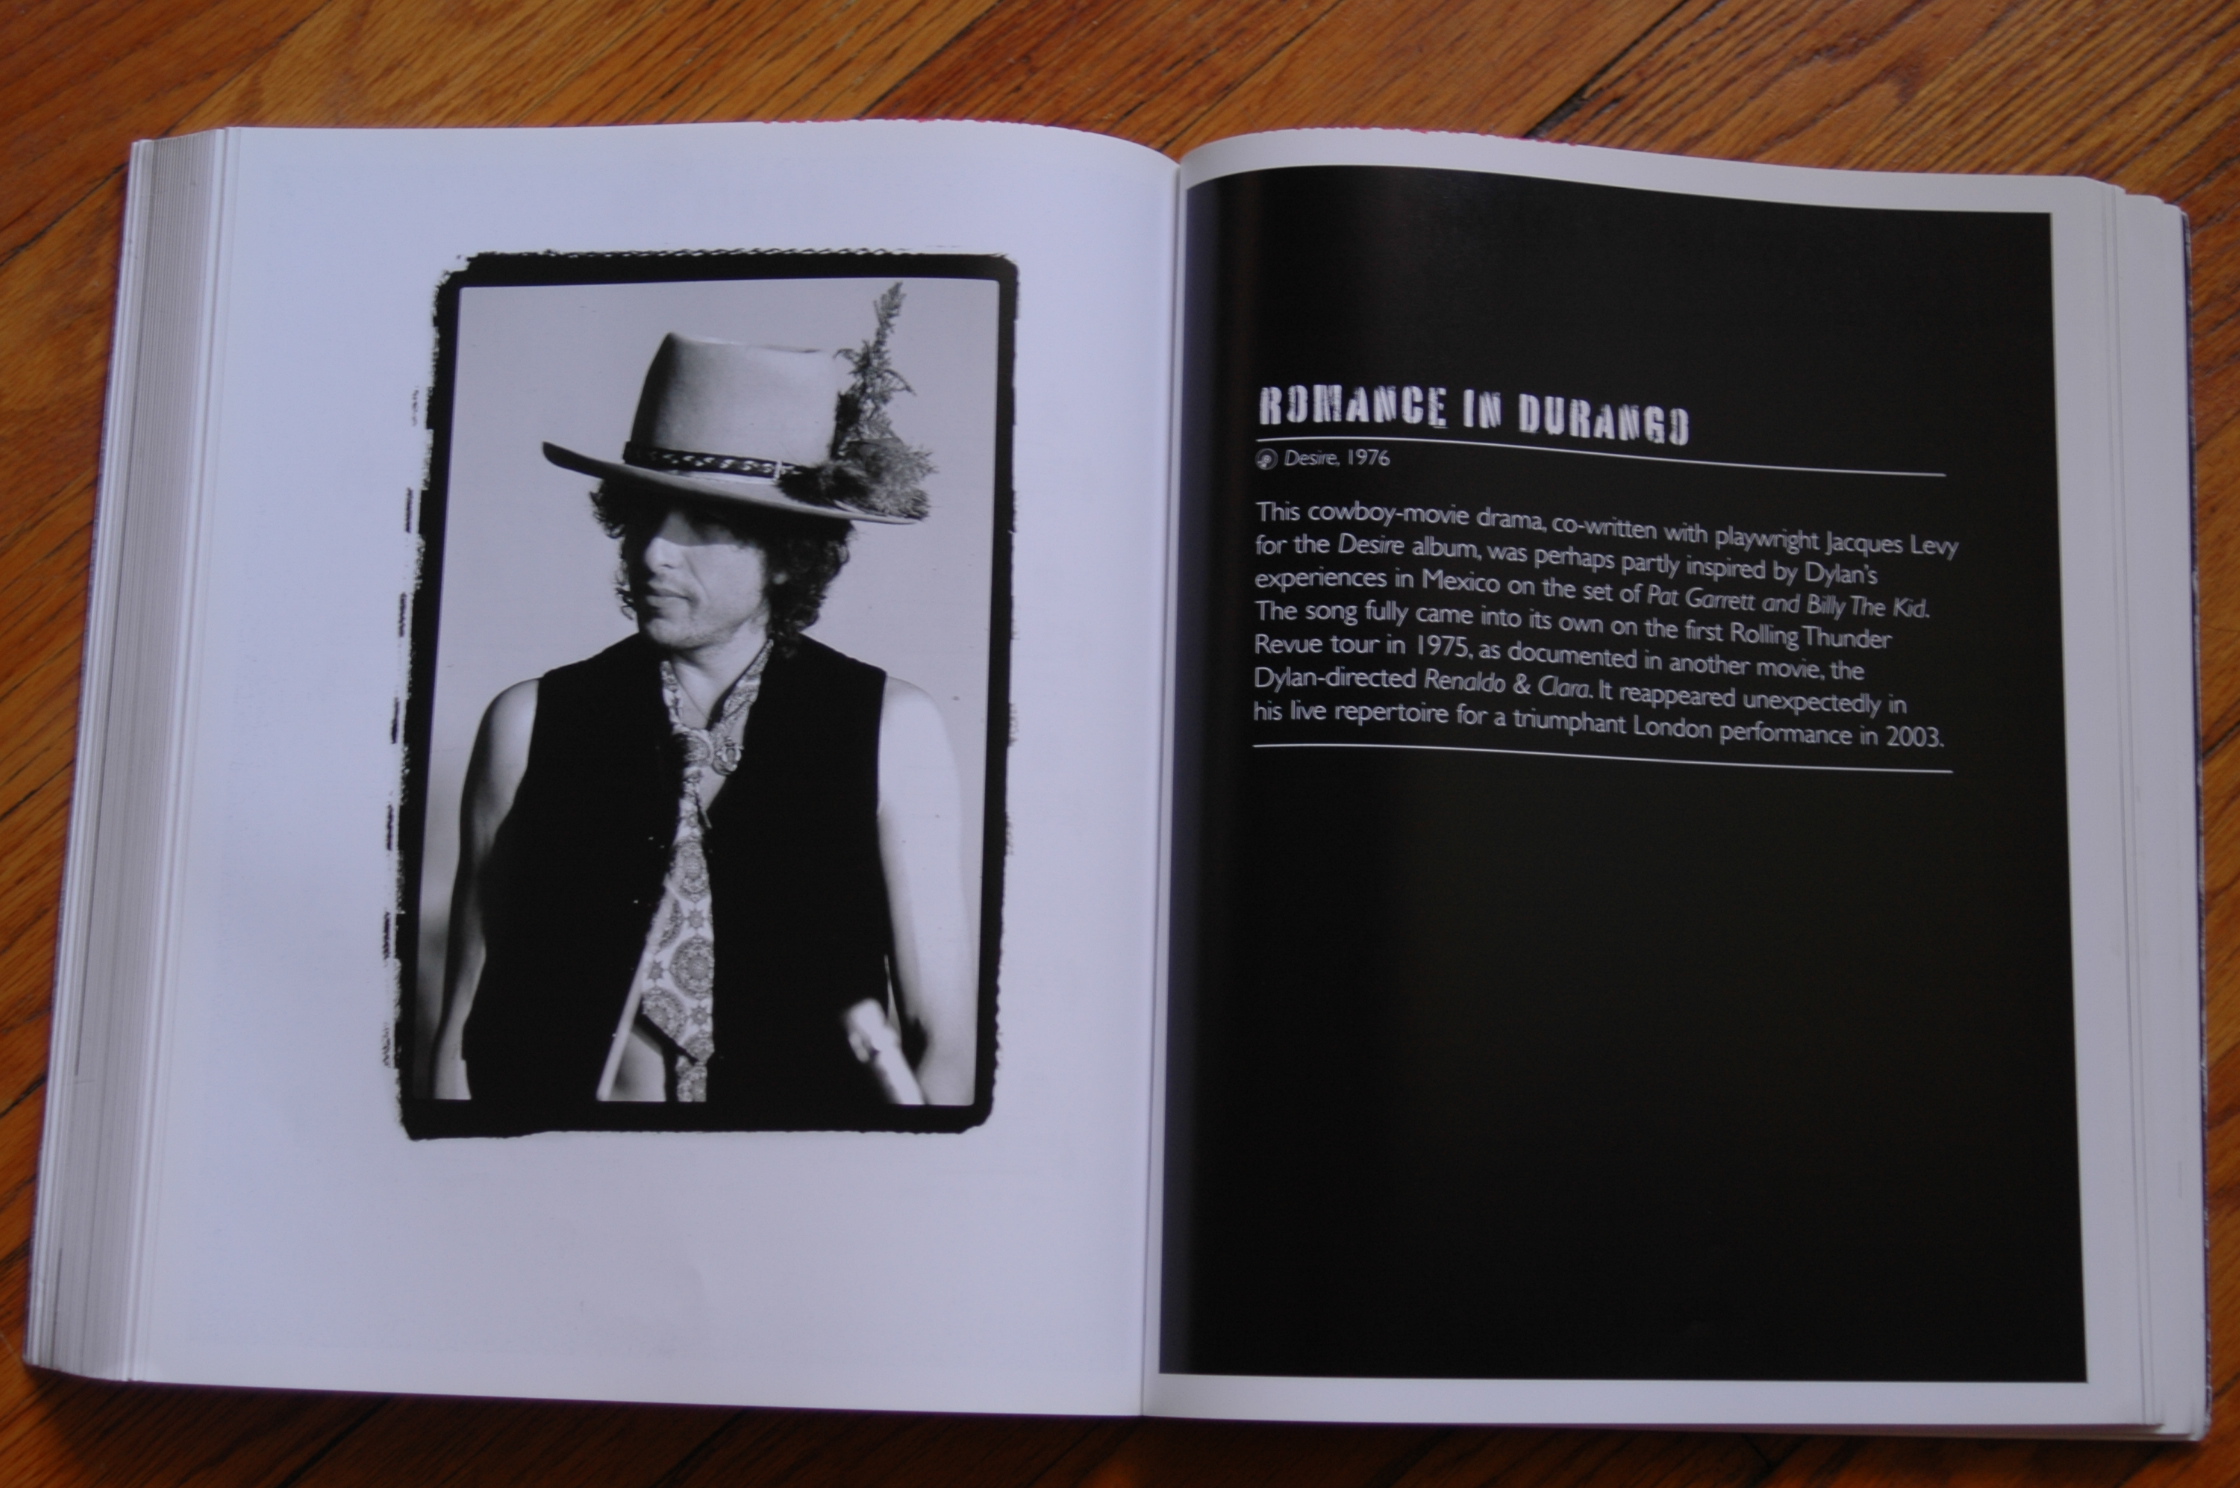 ROMANCE IN DURANGO
Desire, 1976
This cowboy-movie drama, co-written with playwright Jacques Levy
for the Desire album, was perhaps partly inspired by Dylan's
experiences in Mexico on the set of Pat Garrett and Billy The Kid.
The song fully came into its own on the first Rolling Thunder
Revue tour in 1975, as documented in another movie, the
Dylan-directed Renaldo & Clara. It reappeared unexpectedly in
his live repertoire for a triumphant London performance in 2003.